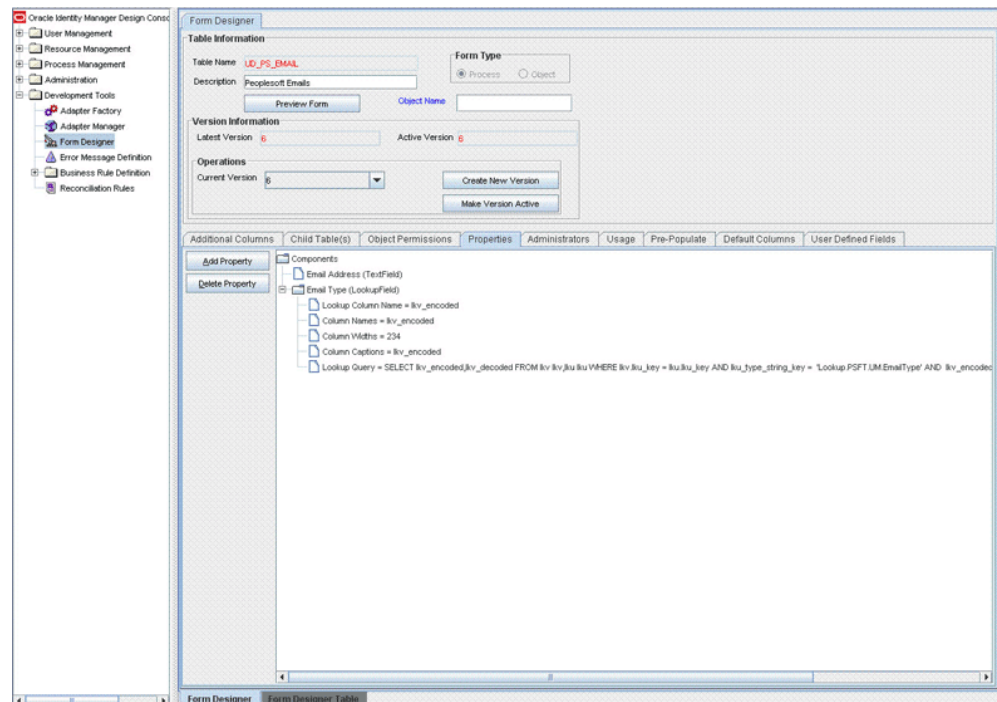 Oracle Identity Manager Design Consc
User Management
Resource Management
Process Management
Administration
Development Tools
Adapter Factory
Adapter Manager
Form Designer
Error Message Definition
Business Rule Definition
Reconciliation Rules
Form Designer
Table Information
Table Name UD_PS_EMAIL
Description Peoplesoft Emails
Preview Form
Form Type
Process Object
Object Name
Version Information
Latest Version 6 Active Version 6
Operations
Current Version 6
Create New Version
Make Version Active
Additional Columns Child Table(s) Object Permissions Properties Administrators Usage Pre-Populate Default Columns User Defined Fields
Add Property
Delete Property
Components
Email Address (TextField)
Email Type (LookupField)
Lookup Column Name = lkv_encoded
Column Names = lkv_encoded
Column Widths = 234
Column Captions = lkv_encoded
Lookup Query = SELECT lkv_encoded,lkv_decoded FROM lkv lkv,lku lku WHERE lkv.lku_key = lku.lku_key AND lku_type_string_key = 'Lookup.PSFT.UM.EmailType' AND lkv_encoded
Form Designer Form Designer Table